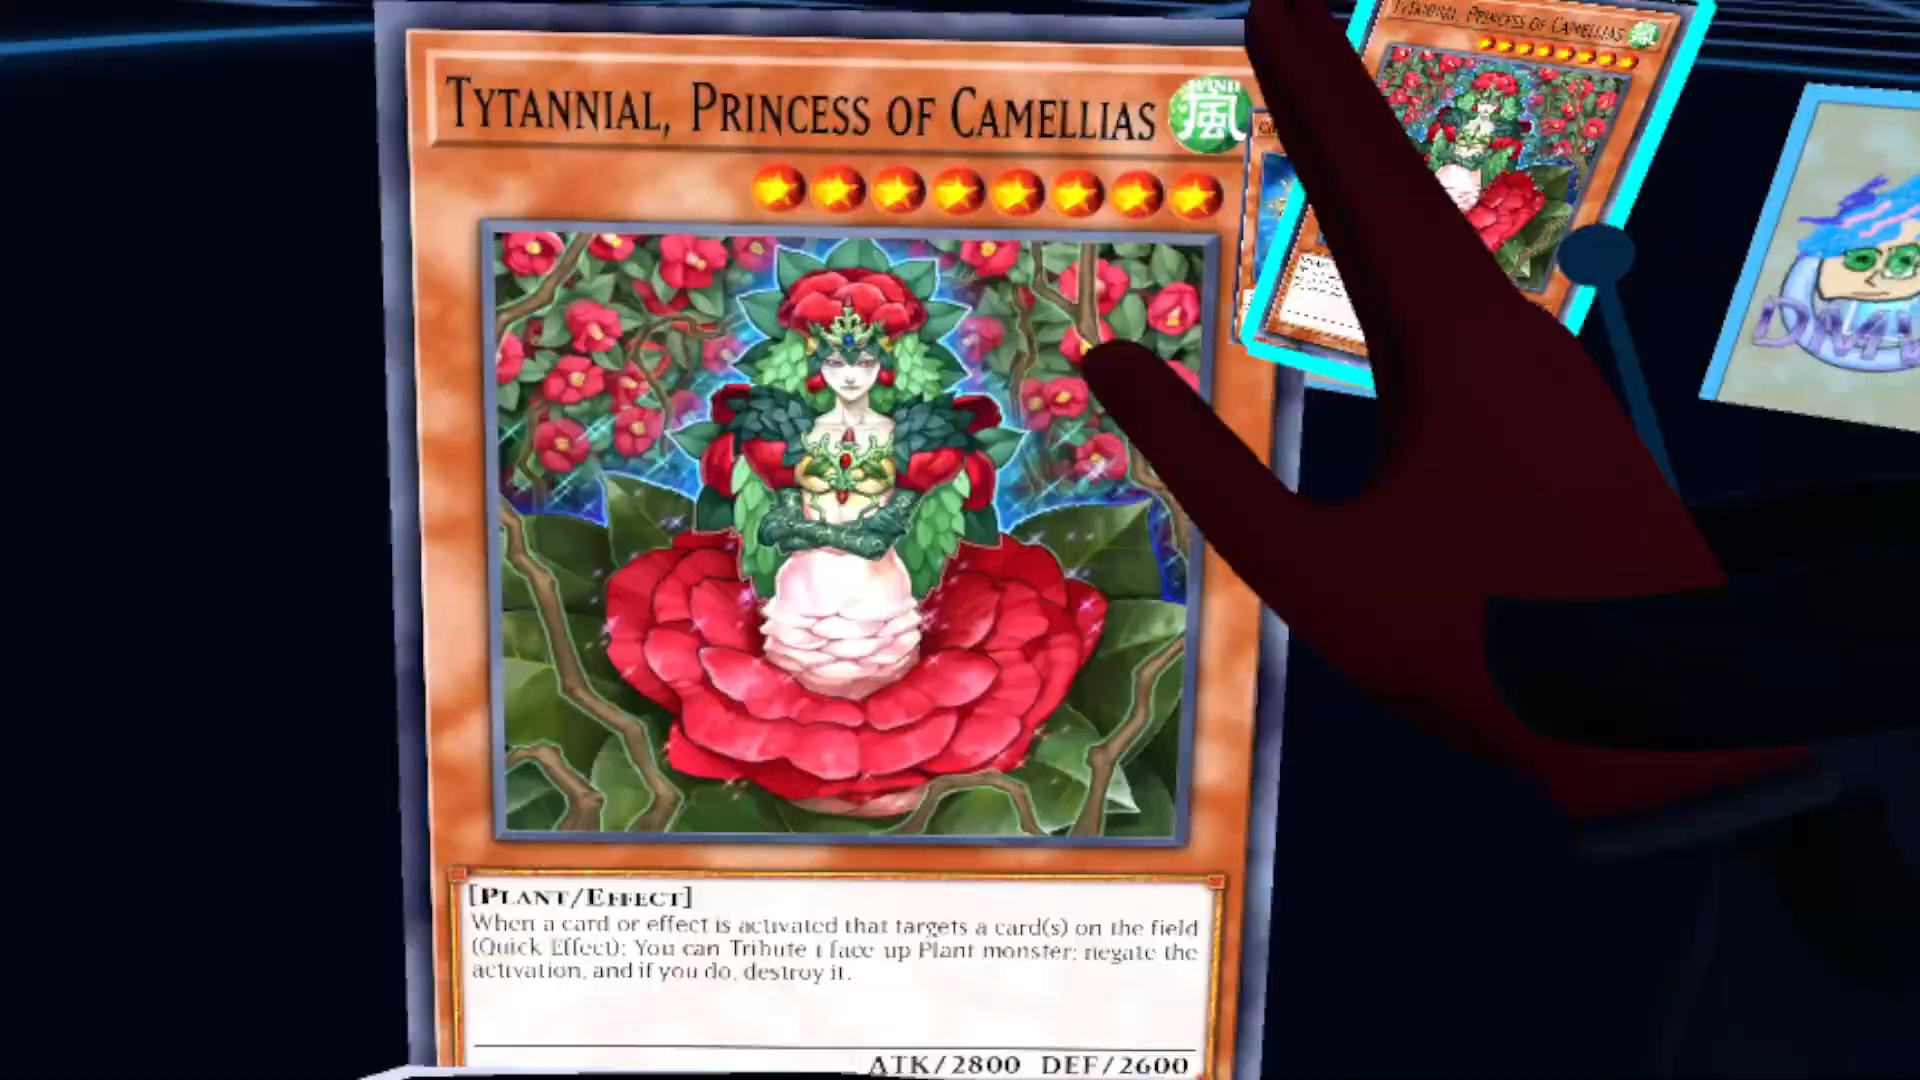 TYTANNIAL, PRINCESS OF CAMELLIAS
WIND
風
[PLANT/EFFECT]
When a card or effect is activated that targets a card(s) on the field
(Quick Effect): You can Tribute 1 face up Plant monster; negate the
activation, and if you do, destroy it.
ATK/2800 DEF/2600
TYTANNIAL, PRINCESS OF CAMELLIAS
風